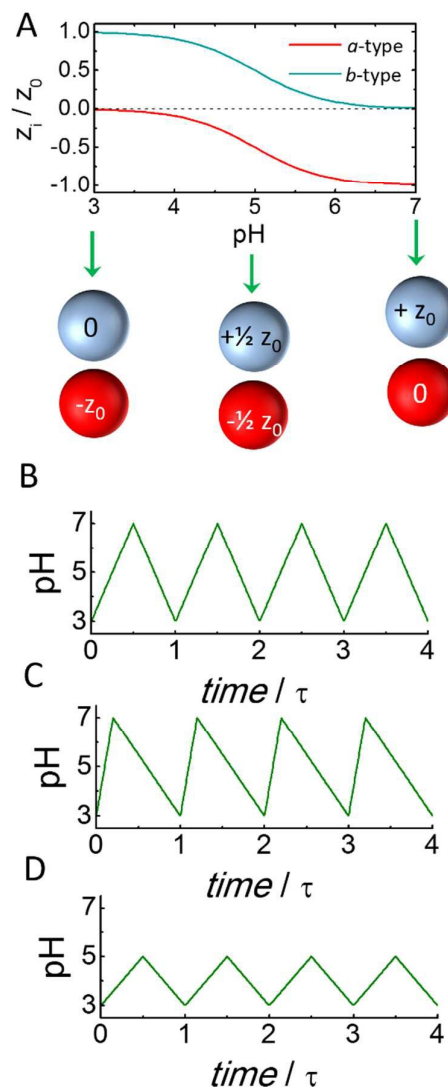 A
a-type
b-type
z_i / z_0
1.0
0.5
0.0
-0.5
-1.0
3 4 5 6 7
pH
0 +½ z_0 + z_0
-z_0 -½ z_0 0
B
pH
7
5
3
0 1 2 3 4
time / τ
C
pH
7
5
3
0 1 2 3 4
time / τ
D
pH
7
5
3
0 1 2 3 4
time / τ